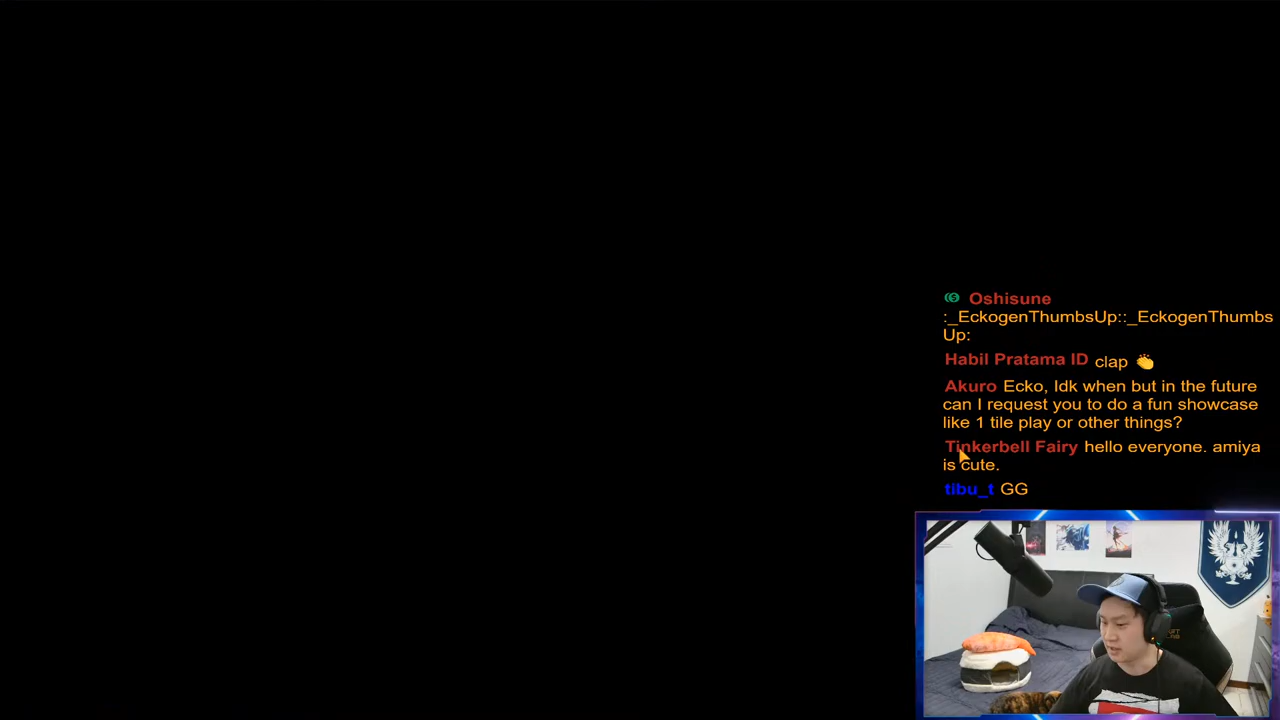 Oshisune
:_EckogenThumbsUp::_EckogenThumbs
Up:
Habil Pratama ID clap 👏
Akuro Ecko, Idk when but in the future
can I request you to do a fun showcase
like 1 tile play or other things?
Tinkerbell Fairy hello everyone. amiya
is cute.
tibu_t GG